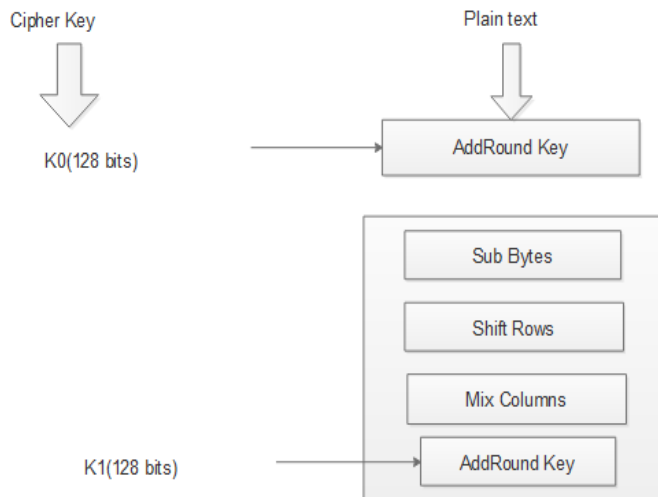 Cipher Key
Plain text
K0(128 bits)
AddRound Key
Sub Bytes
Shift Rows
Mix Columns
K1(128 bits)
AddRound Key